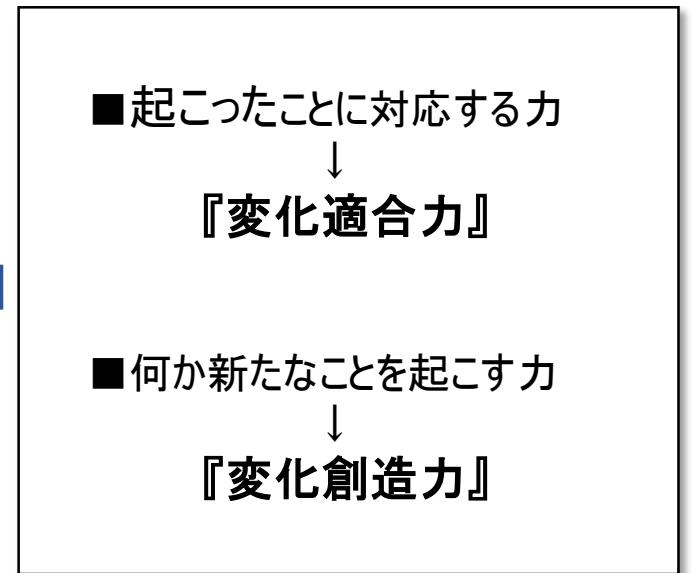 ■起こったことに対応する力
↓
『変化適合力』
■何か新たなことを起こす力
↓
『変化創造力』